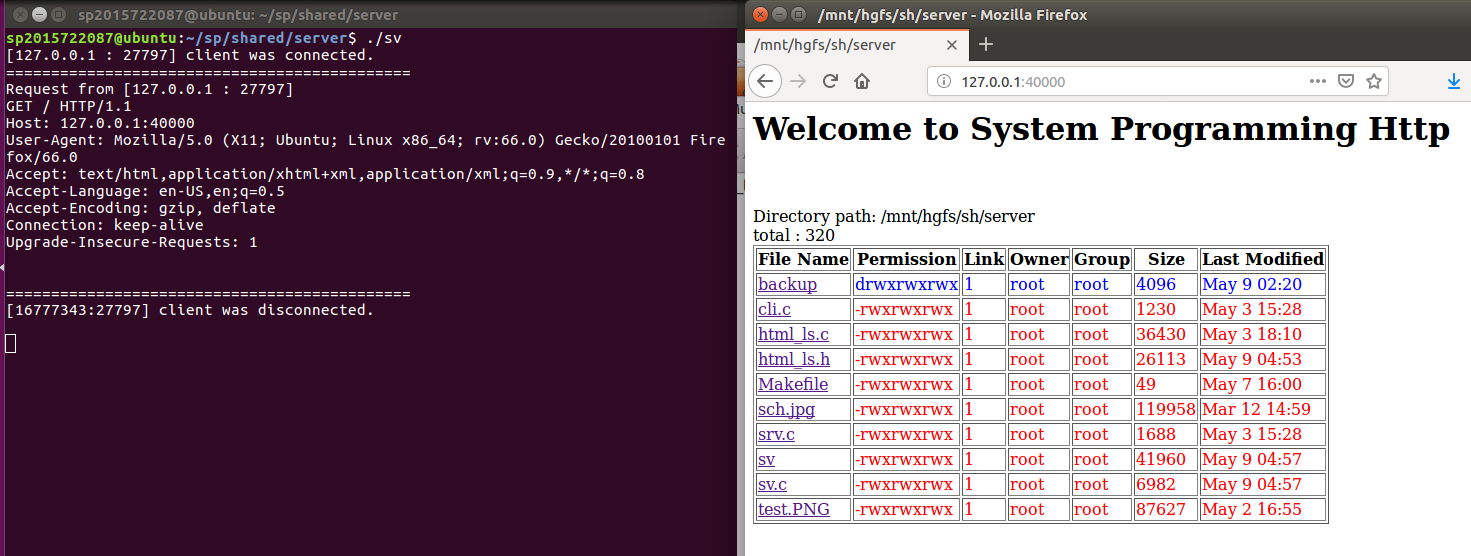 sp2015722087@ubuntu: ~/sp/shared/server
sp2015722087@ubuntu:~/sp/shared/server$ ./sv
[127.0.0.1 : 27797] client was connected.
=============================================
Request from [127.0.0.1 : 27797]
GET / HTTP/1.1
Host: 127.0.0.1:40000
User-Agent: Mozilla/5.0 (X11; Ubuntu; Linux x86_64; rv:66.0) Gecko/20100101 Fire
fox/66.0
Accept: text/html,application/xhtml+xml,application/xml;q=0.9,*/*;q=0.8
Accept-Language: en-US,en;q=0.5
Accept-Encoding: gzip, deflate
Connection: keep-alive
Upgrade-Insecure-Requests: 1
=============================================
[16777343:27797] client was disconnected.
/mnt/hgfs/sh/server - Mozilla Firefox
/mnt/hgfs/sh/server
127.0.0.1:40000
Welcome to System Programming Http
Directory path: /mnt/hgfs/sh/server
total : 320
File Name Permission Link Owner Group Size Last Modified
backup drwxrwxrwx 1 root root 4096 May 9 02:20
cli.c -rwxrwxrwx 1 root root 1230 May 3 15:28
html_ls.c -rwxrwxrwx 1 root root 36430 May 3 18:10
html_ls.h -rwxrwxrwx 1 root root 26113 May 9 04:53
Makefile -rwxrwxrwx 1 root root 49 May 7 16:00
sch.jpg -rwxrwxrwx 1 root root 119958 Mar 12 14:59
srv.c -rwxrwxrwx 1 root root 1688 May 3 15:28
sv -rwxrwxrwx 1 root root 41960 May 9 04:57
sv.c -rwxrwxrwx 1 root root 6982 May 9 04:57
test.PNG -rwxrwxrwx 1 root root 87627 May 2 16:55